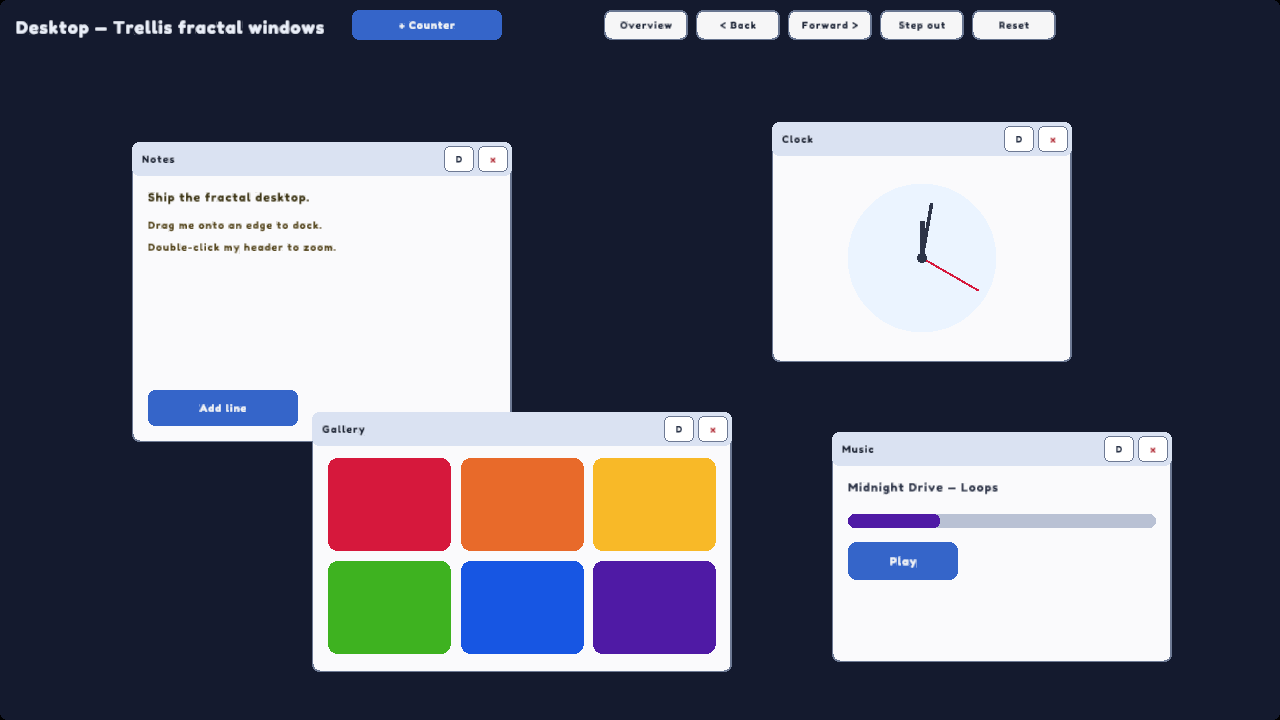 Desktop — Trellis fractal windows
+ Counter
Overview
< Back
Forward >
Step out
Reset
Notes
D
×
Ship the fractal desktop.
Drag me onto an edge to dock.
Double-click my header to zoom.
Add line
Clock
D
×
Gallery
D
×
Music
D
×
Midnight Drive — Loops
Play